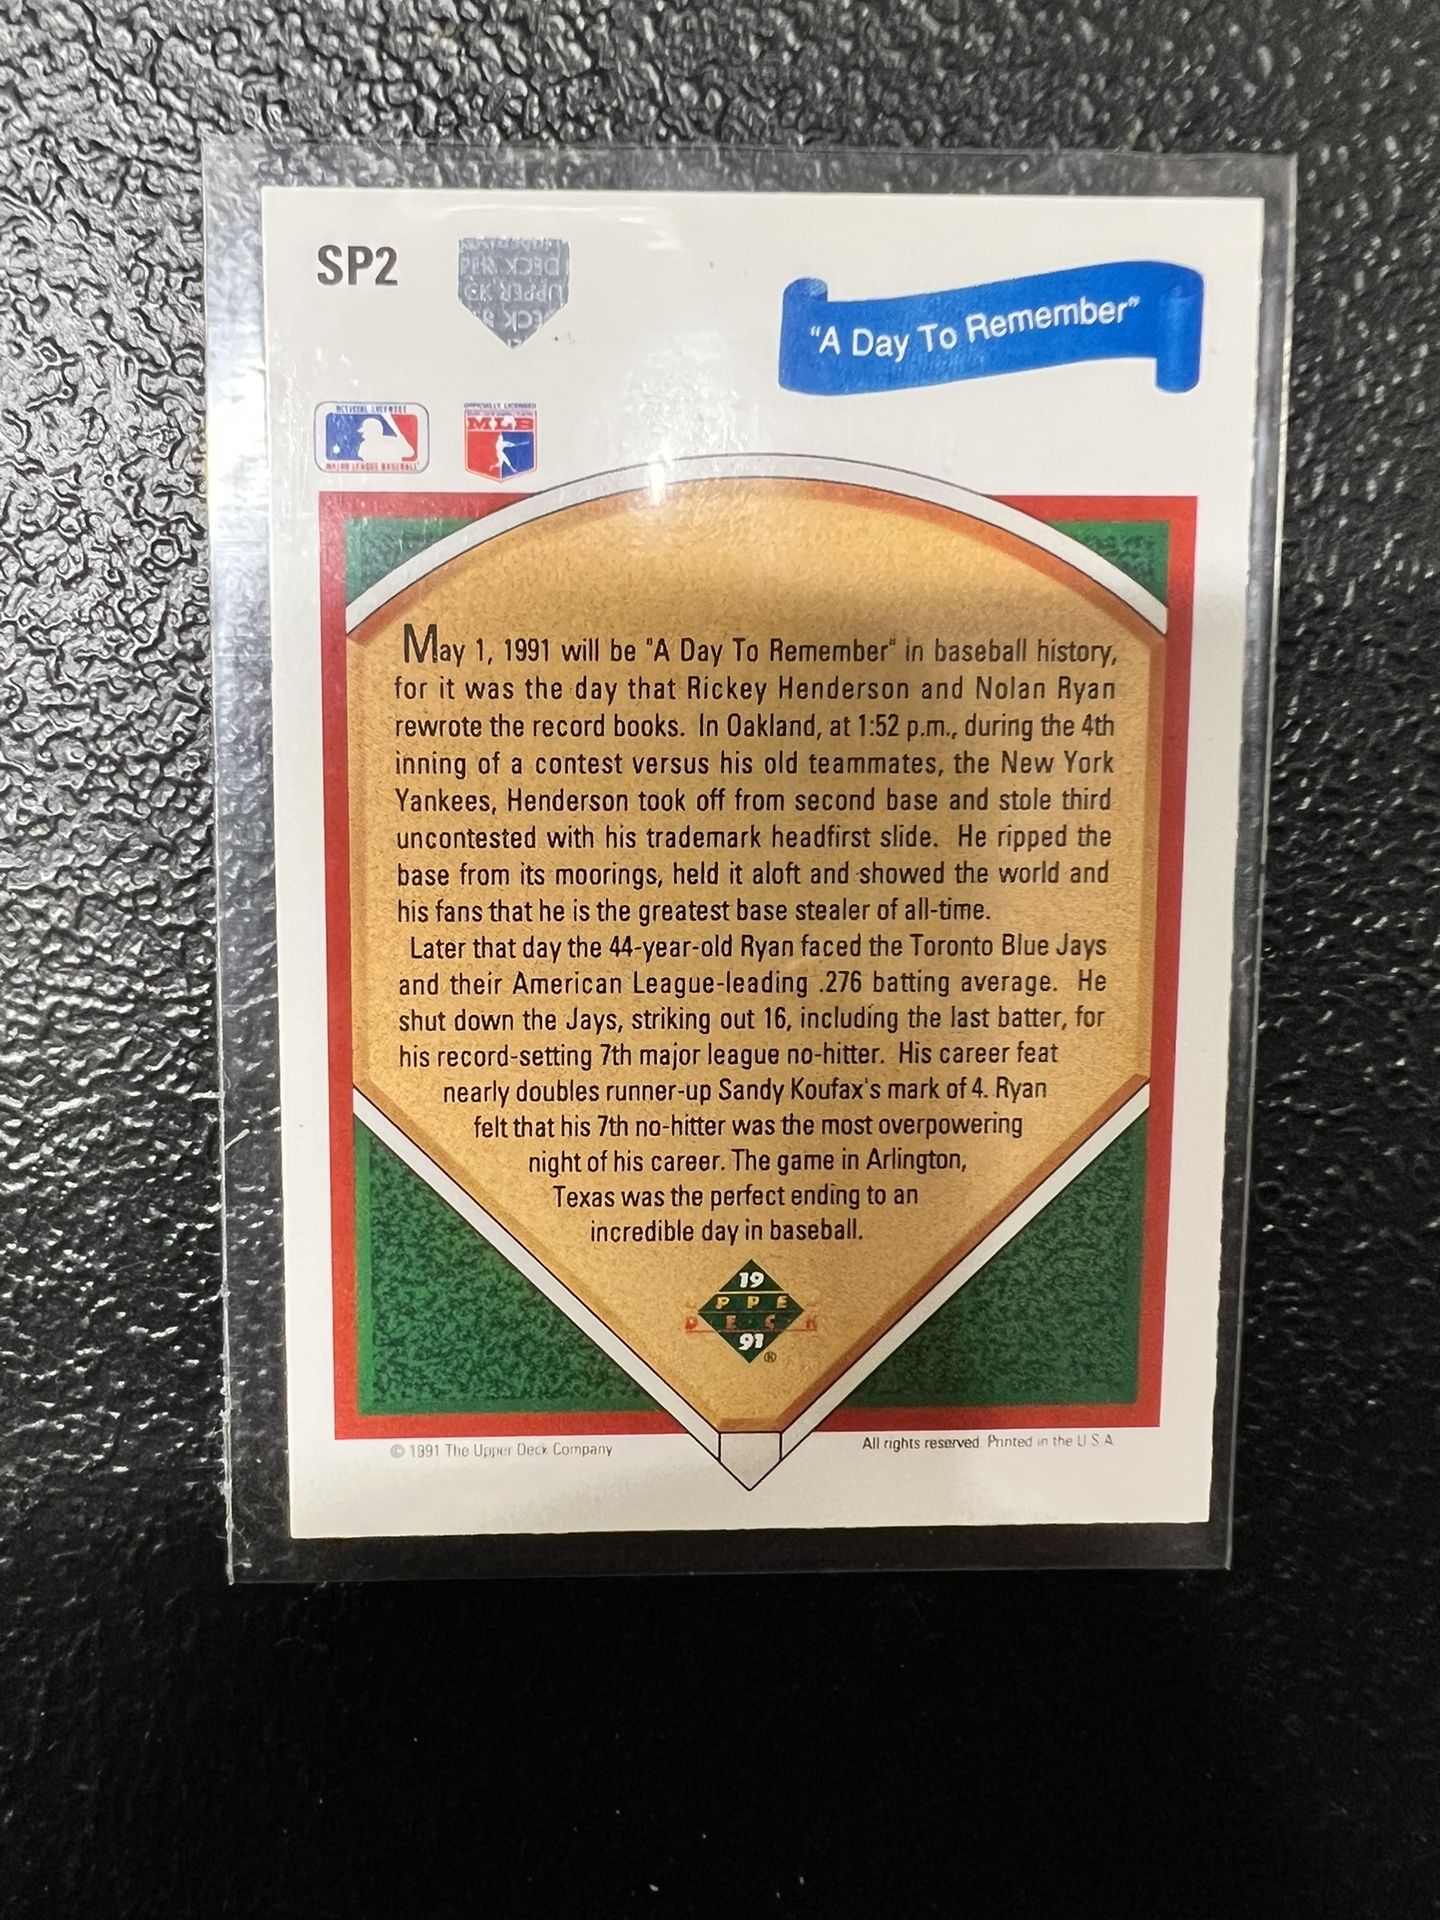 SP2
"A Day To Remember"
MLB
May 1, 1991 will be "A Day To Remember" in baseball history,
for it was the day that Rickey Henderson and Nolan Ryan
rewrote the record books. In Oakland, at 1:52 p.m., during the 4th
inning of a contest versus his old teammates, the New York
Yankees, Henderson took off from second base and stole third
uncontested with his trademark headfirst slide. He ripped the
base from its moorings, held it aloft and showed the world and
his fans that he is the greatest base stealer of all-time.
Later that day the 44-year-old Ryan faced the Toronto Blue Jays
and their American League-leading .276 batting average. He
shut down the Jays, striking out 16, including the last batter, for
his record-setting 7th major league no-hitter. His career feat
nearly doubles runner-up Sandy Koufax's mark of 4. Ryan
felt that his 7th no-hitter was the most overpowering
night of his career. The game in Arlington,
Texas was the perfect ending to an
incredible day in baseball.
19
PPE
DECK
91
®
© 1991 The Upper Deck Company
All rights reserved Printed in the U S A